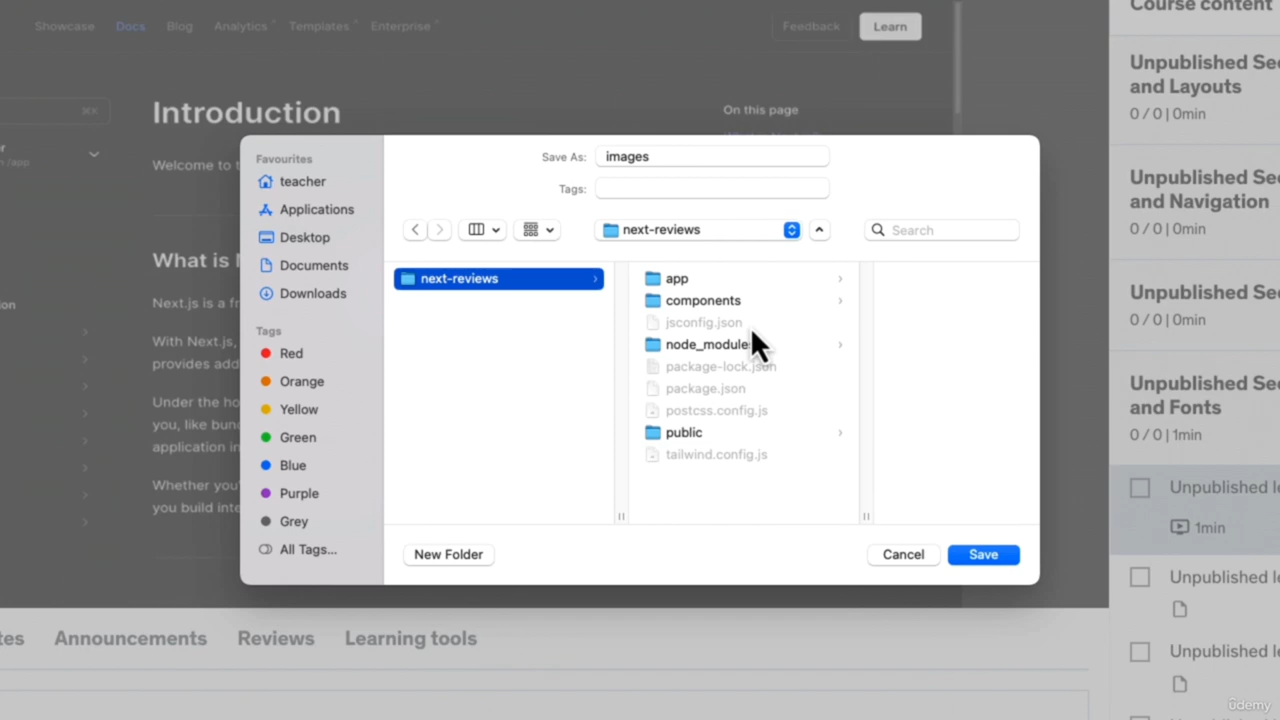 Showcase Docs Blog Analytics Templates Enterprise Feedback Learn
Course content
⌘K
Introduction
On this page
/app
Welcome to t
What is
Next.js is a fr
With Next.js,
provides add
Under the ho
you, like bun
application in
Whether you'
you build inte
Favourites
teacher
Applications
Desktop
Documents
Downloads
Tags
Red
Orange
Yellow
Green
Blue
Purple
Grey
All Tags...
Save As: images
Tags:
next-reviews
Search
next-reviews
app
components
jsconfig.json
node_module
package-lock.json
package.json
postcss.config.js
public
tailwind.config.js
New Folder
Cancel
Save
Unpublished Se
and Layouts
0 / 0 | 0min
Unpublished Se
and Navigation
0 / 0 | 0min
Unpublished Se
0 / 0 | 0min
Unpublished Se
and Fonts
0 / 0 | 1min
Unpublished le
1min
Unpublished le
Unpublished le
tes Announcements Reviews Learning tools
ûdemy